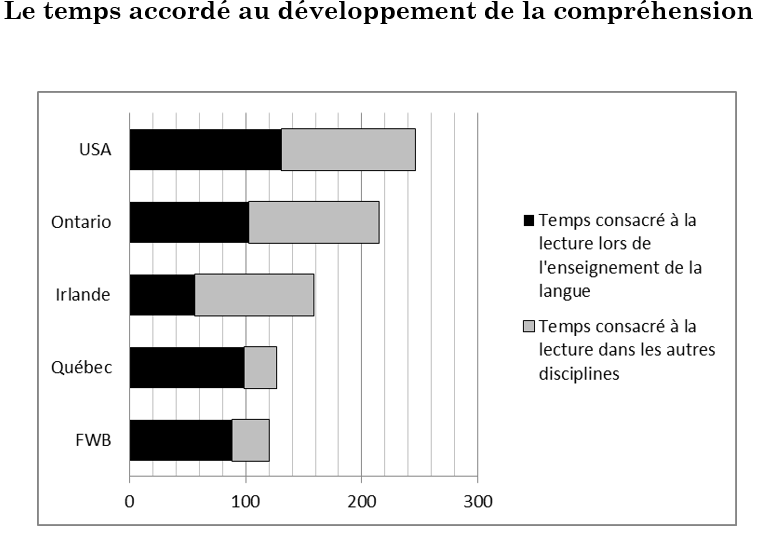 Le temps accordé au développement de la compréhension
USA
Ontario
Irlande
Québec
FWB
0 100 200 300
Temps consacré à la
lecture lors de
l'enseignement de la
langue
Temps consacré à la
lecture dans les autres
disciplines